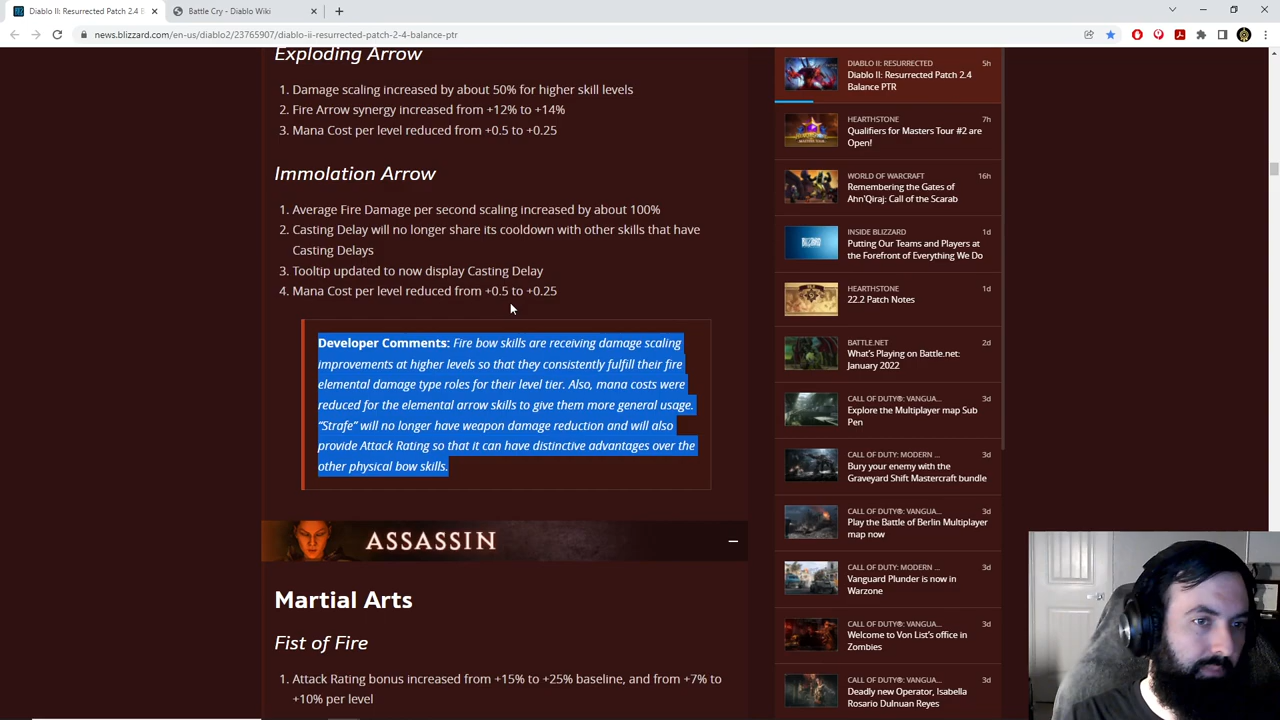 Diablo II: Resurrected Patch 2.4 B
Battle Cry - Diablo Wiki
news.blizzard.com/en-us/diablo2/23765907/diablo-ii-resurrected-patch-2-4-balance-ptr
Exploding Arrow
1. Damage scaling increased by about 50% for higher skill levels
2. Fire Arrow synergy increased from +12% to +14%
3. Mana Cost per level reduced from +0.5 to +0.25
Immolation Arrow
1. Average Fire Damage per second scaling increased by about 100%
2. Casting Delay will no longer share its cooldown with other skills that have
Casting Delays
3. Tooltip updated to now display Casting Delay
4. Mana Cost per level reduced from +0.5 to +0.25
Developer Comments: Fire bow skills are receiving damage scaling
improvements at higher levels so that they consistently fulfill their fire
elemental damage type roles for their level tier. Also, mana costs were
reduced for the elemental arrow skills to give them more general usage.
“Strafe” will no longer have weapon damage reduction and will also
provide Attack Rating so that it can have distinctive advantages over the
other physical bow skills.
ASSASSIN
Martial Arts
Fist of Fire
1. Attack Rating bonus increased from +15% to +25% baseline, and from +7% to
+10% per level
DIABLO II: RESURRECTED 5h
Diablo II: Resurrected Patch 2.4
Balance PTR
HEARTHSTONE 7h
Qualifiers for Masters Tour #2 are
Open!
WORLD OF WARCRAFT 16h
Remembering the Gates of
Ahn'Qiraj: Call of the Scarab
INSIDE BLIZZARD 1d
Putting Our Teams and Players at
the Forefront of Everything We Do
HEARTHSTONE 1d
22.2 Patch Notes
BATTLE.NET 2d
What's Playing on Battle.net:
January 2022
CALL OF DUTY®: VANGUA... 3d
Explore the Multiplayer map Sub
Pen
CALL OF DUTY: MODERN ... 3d
Bury your enemy with the
Graveyard Shift Mastercraft bundle
CALL OF DUTY®: VANGUA... 3d
Play the Battle of Berlin Multiplayer
map now
CALL OF DUTY: MODERN ... 3d
Vanguard Plunder is now in
Warzone
CALL OF DUTY®: VANGUA... 3d
Welcome to Von List's office in
Zombies
CALL OF DUTY®: VANGUA... 3d
Deadly new Operator, Isabella
Rosario Dulnuan Reyes